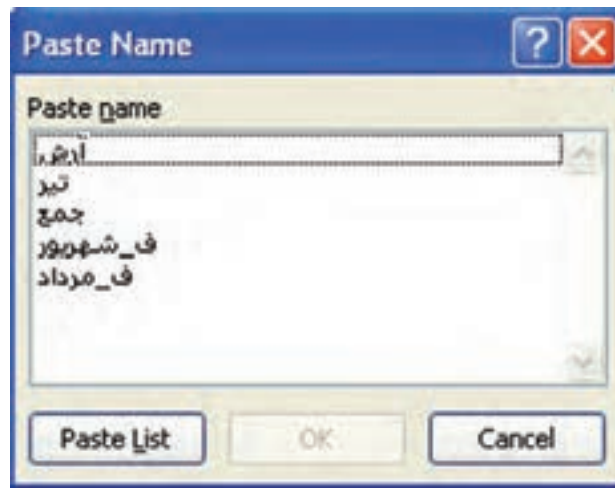 Paste Name
Paste name
آرش
تیر
جمع
ف_شهریور
ف_مرداد
Paste List
OK
Cancel